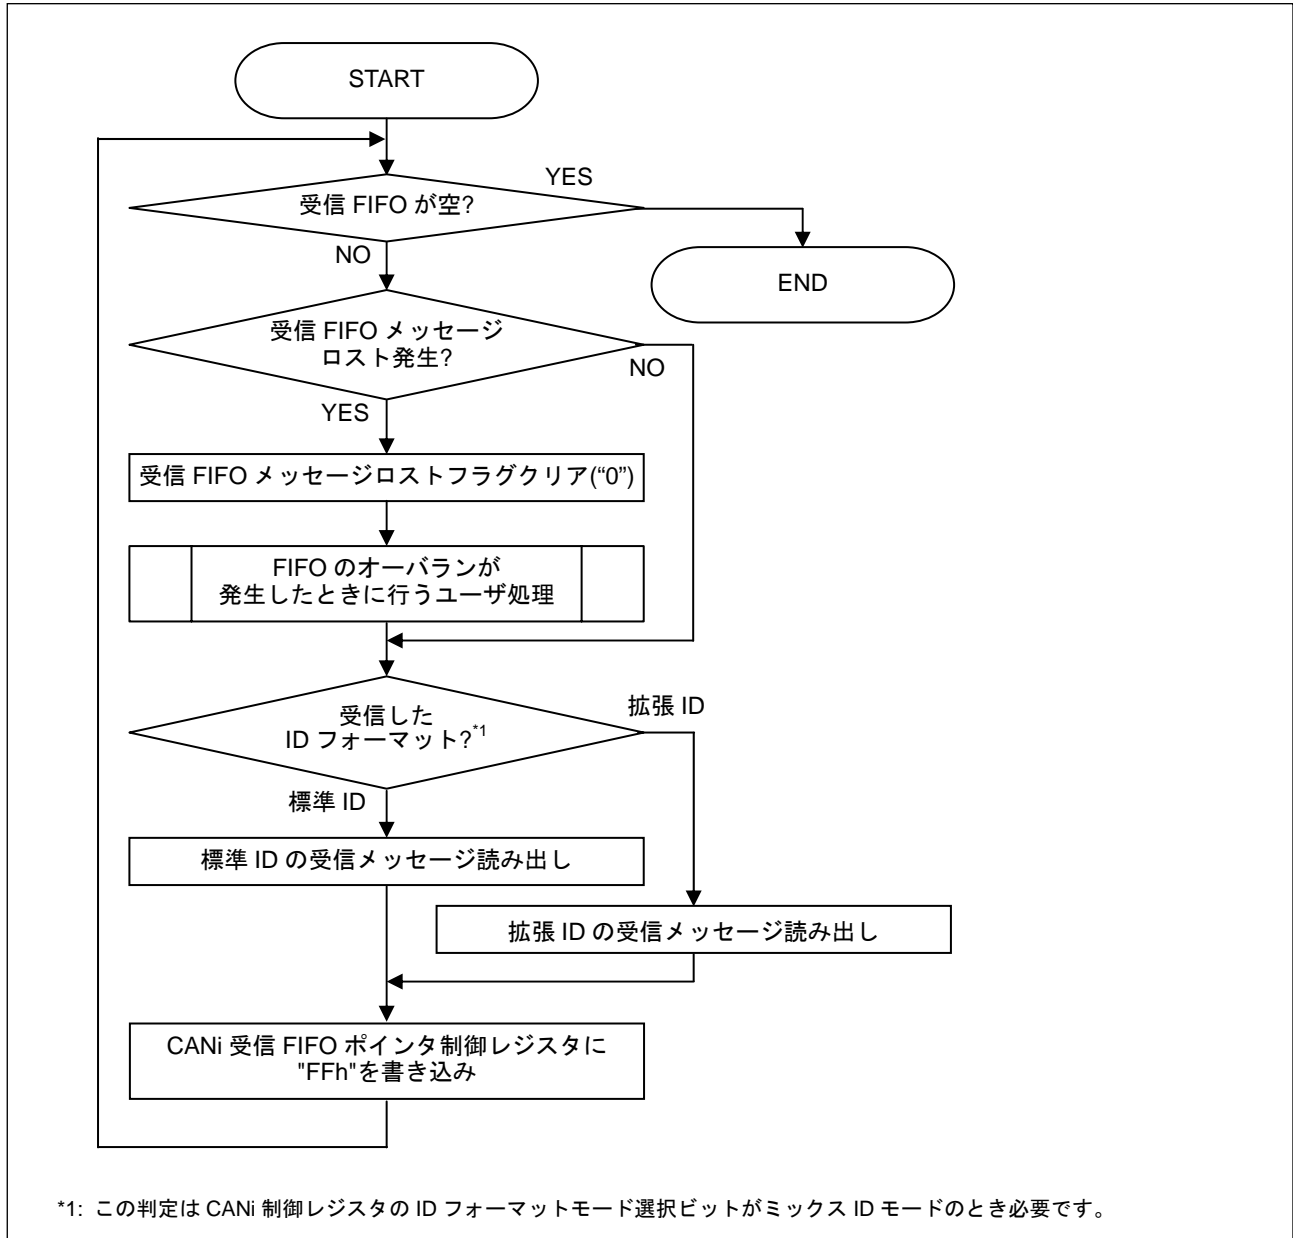 START
受信 FIFO が空?
YES
NO
END
受信 FIFO メッセージ
ロスト発生?
NO
YES
受信 FIFO メッセージロストフラグクリア(“0”)
FIFO のオーバランが
発生したときに行うユーザ処理
受信した
ID フォーマット?*1
拡張 ID
標準 ID
標準 ID の受信メッセージ読み出し
拡張 ID の受信メッセージ読み出し
CANi 受信 FIFO ポインタ制御レジスタに
"FFh"を書き込み
*1: この判定は CANi 制御レジスタの ID フォーマットモード選択ビットがミックス ID モードのとき必要です。